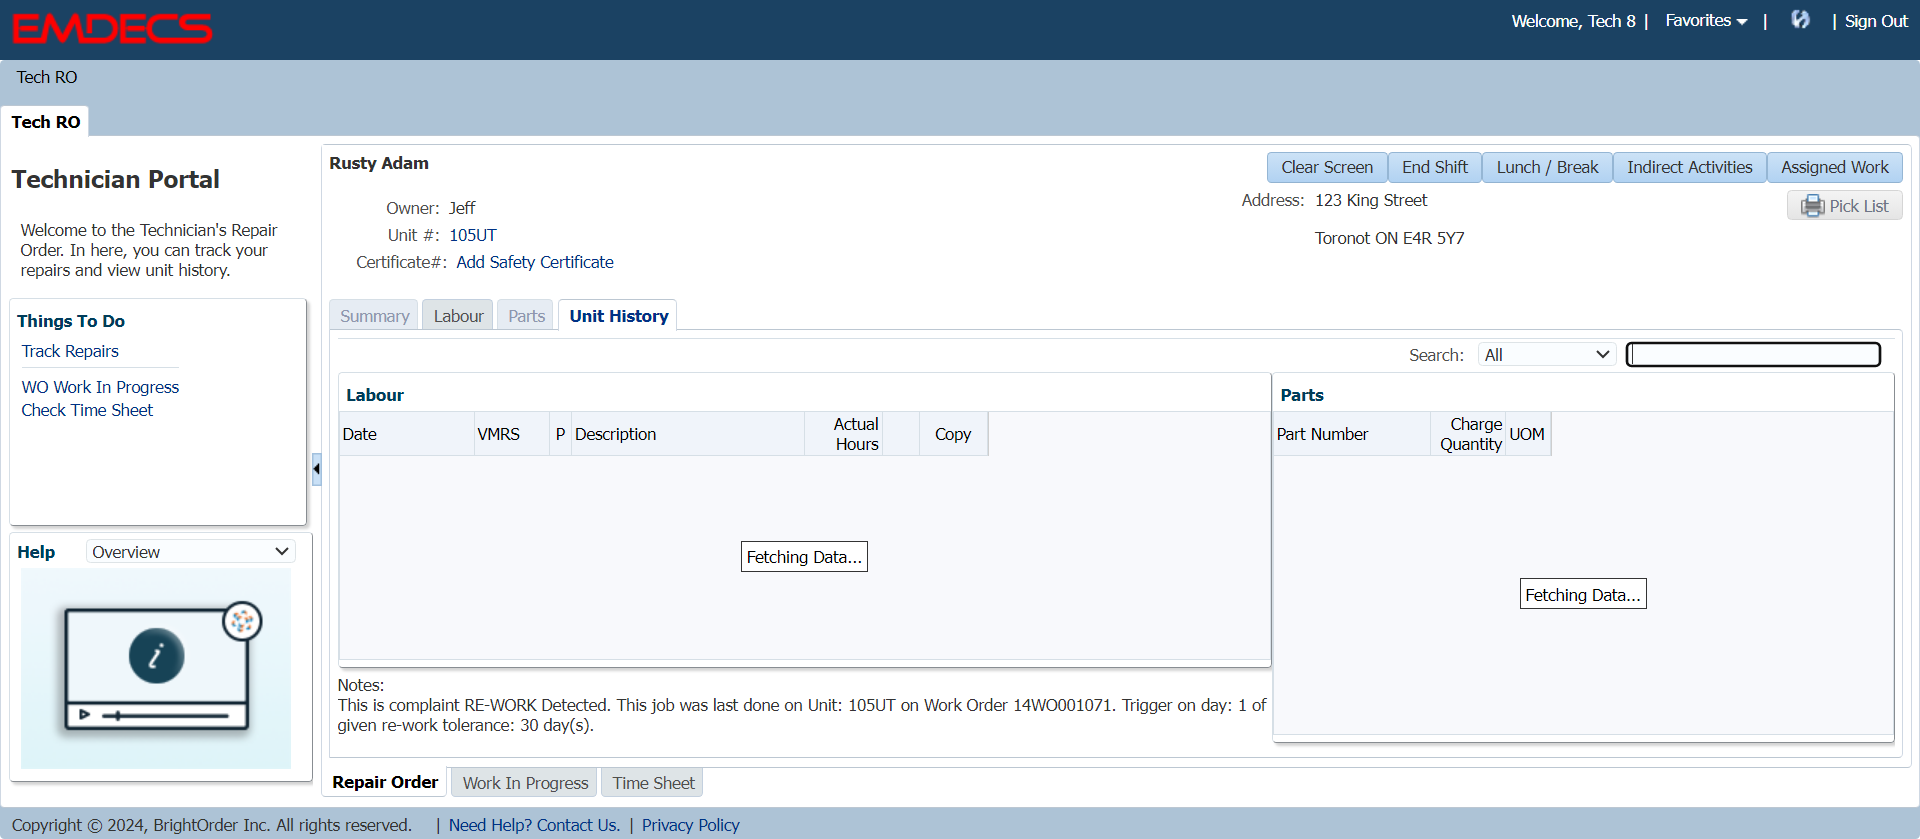 EMDECS
Welcome, Tech 8 | Favorites | | Sign Out
Tech RO
Tech RO
Technician Portal
Welcome to the Technician's Repair
Order. In here, you can track your
repairs and view unit history.
Things To Do
Track Repairs
WO Work In Progress
Check Time Sheet
Help Overview
i
Rusty Adam
Clear Screen End Shift Lunch / Break Indirect Activities Assigned Work
Owner: Jeff
Unit #: 105UT
Certificate#: Add Safety Certificate
Address: 123 King Street
Toronot ON E4R 5Y7
Pick List
Summary Labour Parts Unit History
Search: All
Labour
Date VMRS P Description Actual Hours Copy
Fetching Data...
Notes:
This is complaint RE-WORK Detected. This job was last done on Unit: 105UT on Work Order 14WO001071. Trigger on day: 1 of
given re-work tolerance: 30 day(s).
Parts
Part Number Charge Quantity UOM
Fetching Data...
Repair Order Work In Progress Time Sheet
Copyright © 2024, BrightOrder Inc. All rights reserved. | Need Help? Contact Us. | Privacy Policy